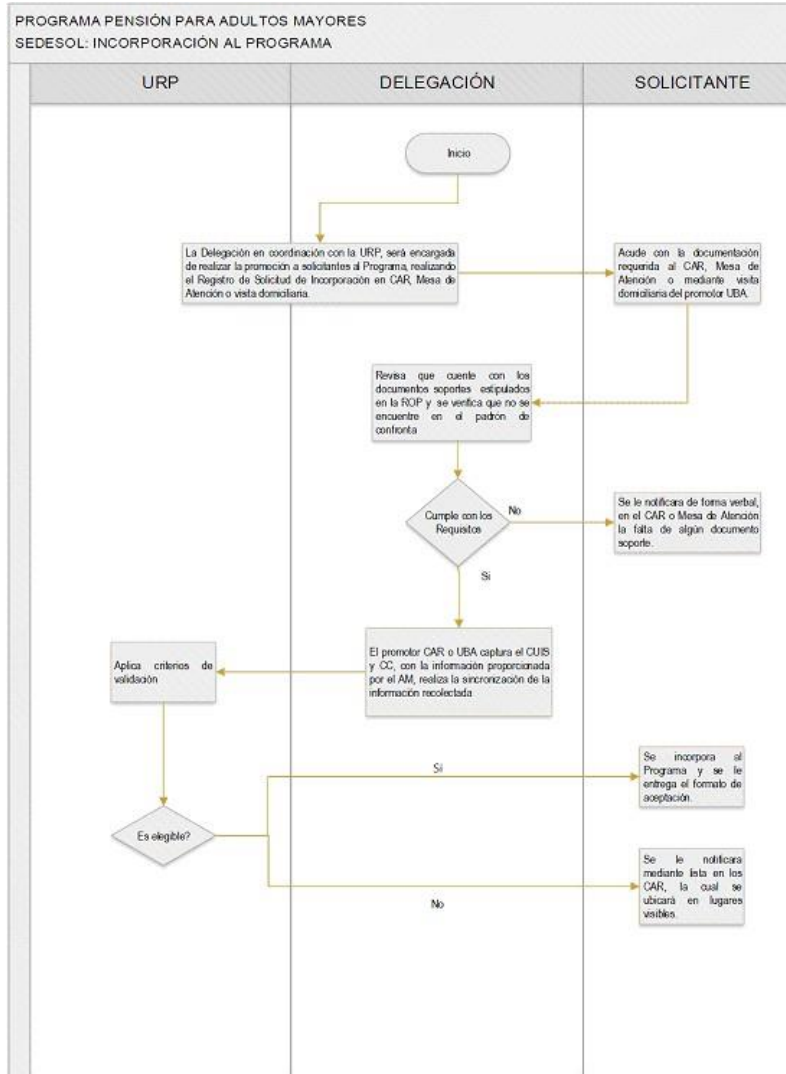 PROGRAMA PENSIÓN PARA ADULTOS MAYORES
SEDESOL: INCORPORACIÓN AL PROGRAMA
URP
DELEGACIÓN
SOLICITANTE
Inicio
La Delegación en coordinación con la URP, será encargada
de realizar la promoción a solicitantes al Programa, realizando
el Registro de Solicitud de Incorporación en CAR, Mesa de
Atención o vista domiciliaria.
Acude con la documentación
requerida al CAR, Mesa de
Atención o mediante visita
domiciliaria del promotor UBA.
Revisa que cuente con los
documentos soportes estipulados
en la ROP y se verifica que no se
encuentre en el padrón de
confronta
Cumple con los
Requisitos
No
Se le notificara de forma verbal,
en el CAR o Mesa de Atención
la falta de algún documento
soporte.
Si
El promotor CAR o UBA captura el CUIS
y CC, con la información proporcionada
por el AM, realiza la sincronización de la
información recolectada
Aplica criterios de
validación
Si
Se incorpora al
Programa y se le
entrega el formato de
aceptación.
Es elegible?
Se le notificara
mediante lista en los
CAR, la cual se
ubicará en lugares
visibles.
No